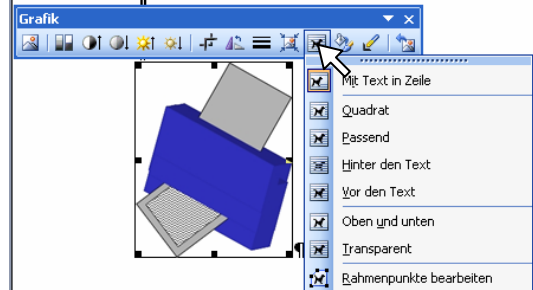 Grafik
Mit Text in Zeile
Quadrat
Passend
Hinter den Text
Vor den Text
Oben und unten
Transparent
Rahmenpunkte bearbeiten